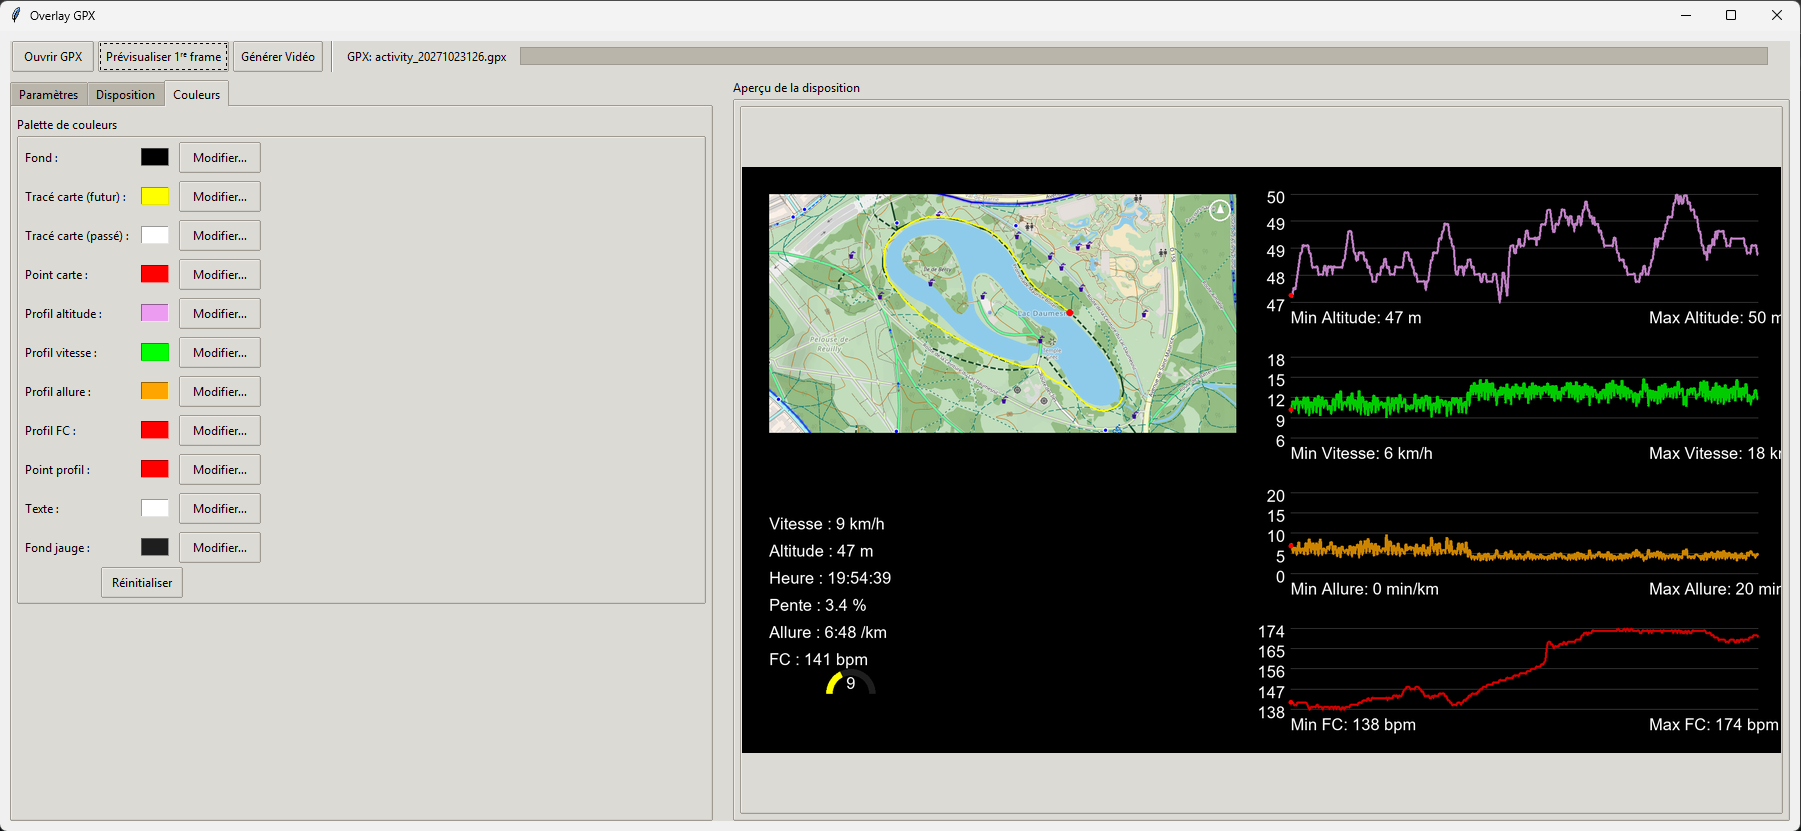 Overlay GPX
Ouvrir GPX
Prévisualiser 1ʳᵉ frame
Générer Vidéo
GPX: activity_20271023126.gpx
Paramètres
Disposition
Couleurs
Palette de couleurs
Fond :
Modifier...
Tracé carte (futur) :
Modifier...
Tracé carte (passé) :
Modifier...
Point carte :
Modifier...
Profil altitude :
Modifier...
Profil vitesse :
Modifier...
Profil allure :
Modifier...
Profil FC :
Modifier...
Point profil :
Modifier...
Texte :
Modifier...
Fond jauge :
Modifier...
Réinitialiser
Aperçu de la disposition
Lac Daumesn
Pelouse de
Reuilly
Vitesse : 9 km/h
Altitude : 47 m
Heure : 19:54:39
Pente : 3.4 %
Allure : 6:48 /km
FC : 141 bpm
9
50
49
49
48
47
Min Altitude: 47 m
Max Altitude: 50 m
18
15
12
9
6
Min Vitesse: 6 km/h
Max Vitesse: 18 k
20
15
10
5
0
Min Allure: 0 min/km
Max Allure: 20 min
174
165
156
147
138
Min FC: 138 bpm
Max FC: 174 bpm